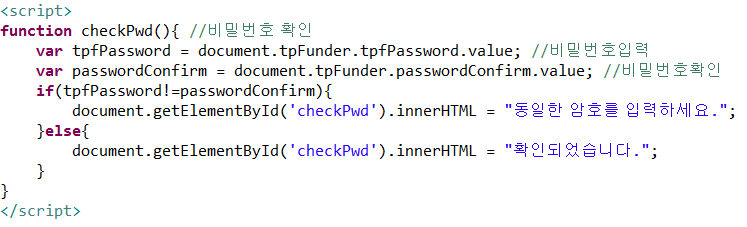 <script>
function checkPwd(){ //비밀번호 확인
    var tpfPassword = document.tpFunder.tpfPassword.value; //비밀번호입력
    var passwordConfirm = document.tpFunder.passwordConfirm.value; //비밀번호확인
    if(tpfPassword!=passwordConfirm){
        document.getElementById('checkPwd').innerHTML = "동일한 암호를 입력하세요.";
    }else{
        document.getElementById('checkPwd').innerHTML = "확인되었습니다.";
    }
}
</script>